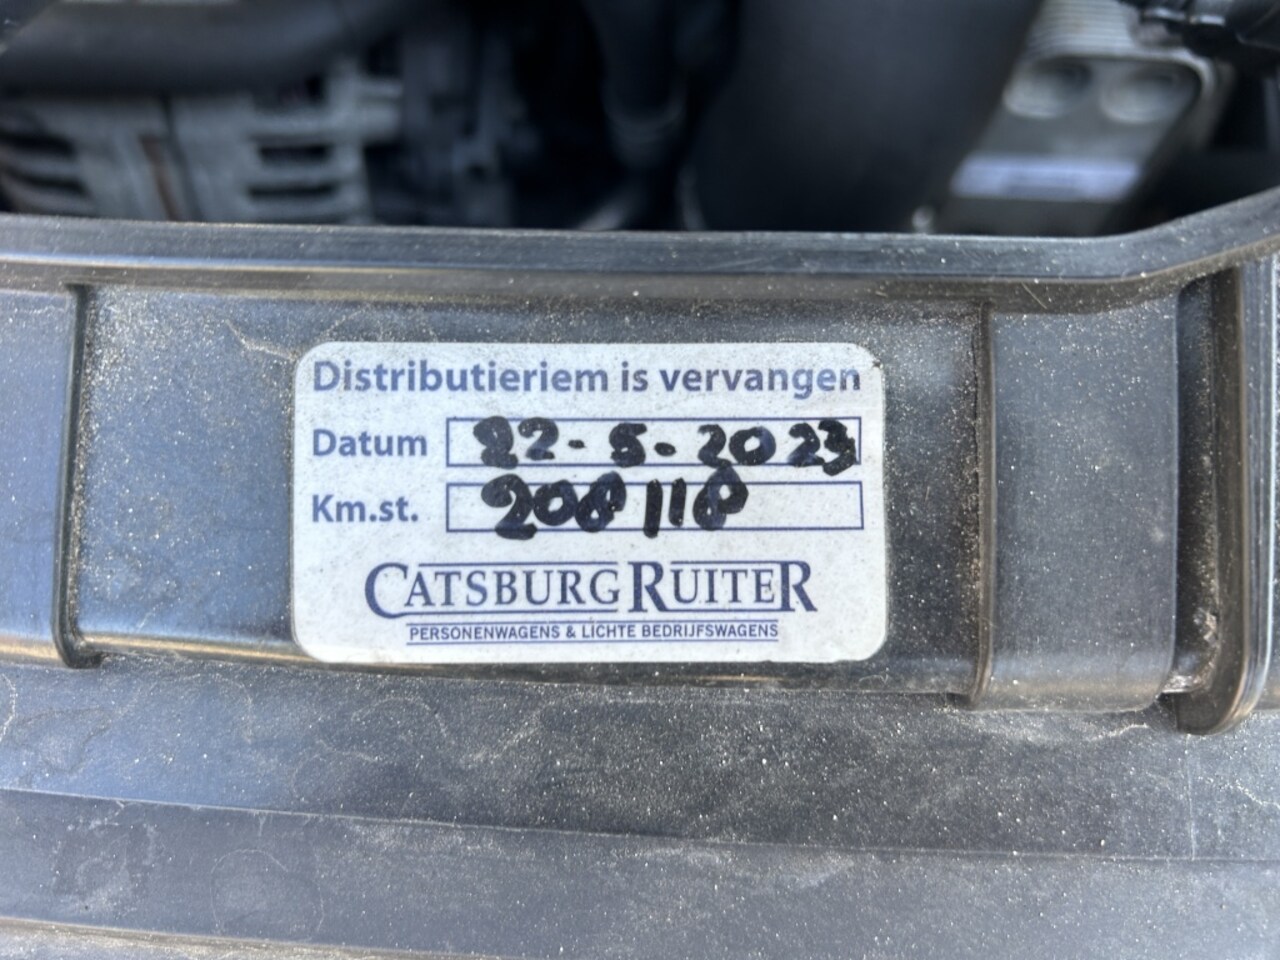 Distributieriem is vervangen
Datum 22-5-2023
Km.st. 208118
CATSBURG RUITER
PERSONENWAGENS & LICHTE BEDRIJFSWAGENS